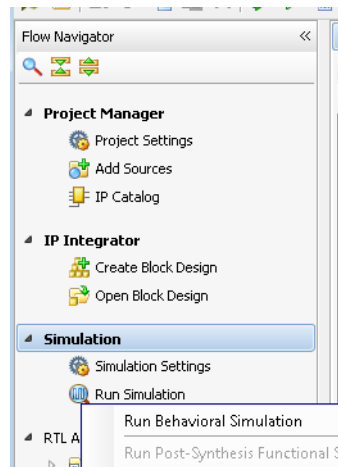 Flow Navigator
Project Manager
Project Settings
Add Sources
IP Catalog
IP Integrator
Create Block Design
Open Block Design
Simulation
Simulation Settings
Run Simulation
Run Behavioral Simulation
RTL A
Run Post-Synthesis Functional S